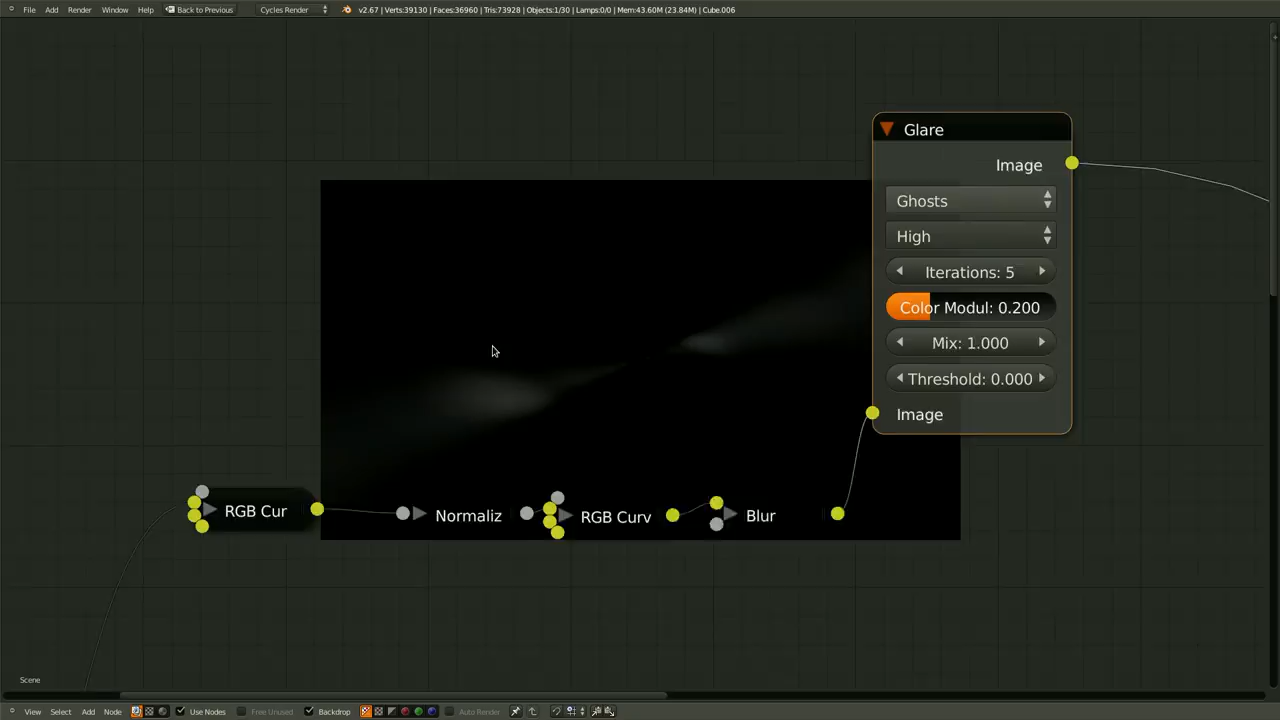 File Add Render Window Help Back to Previous Cycles Render v2.67 | Verts:39130 | Faces:36960 | Tris:73928 | Objects:1/30 | Lamps:0/0 | Mem:43.60M (23.84M) | Cube.006
Glare
Image
Ghosts
High
Iterations: 5
Color Modul: 0.200
Mix: 1.000
Threshold: 0.000
Image
RGB Cur
Normaliz
RGB Curv
Blur
Scene
View Select Add Node Use Nodes Free Unused Backdrop Auto Render